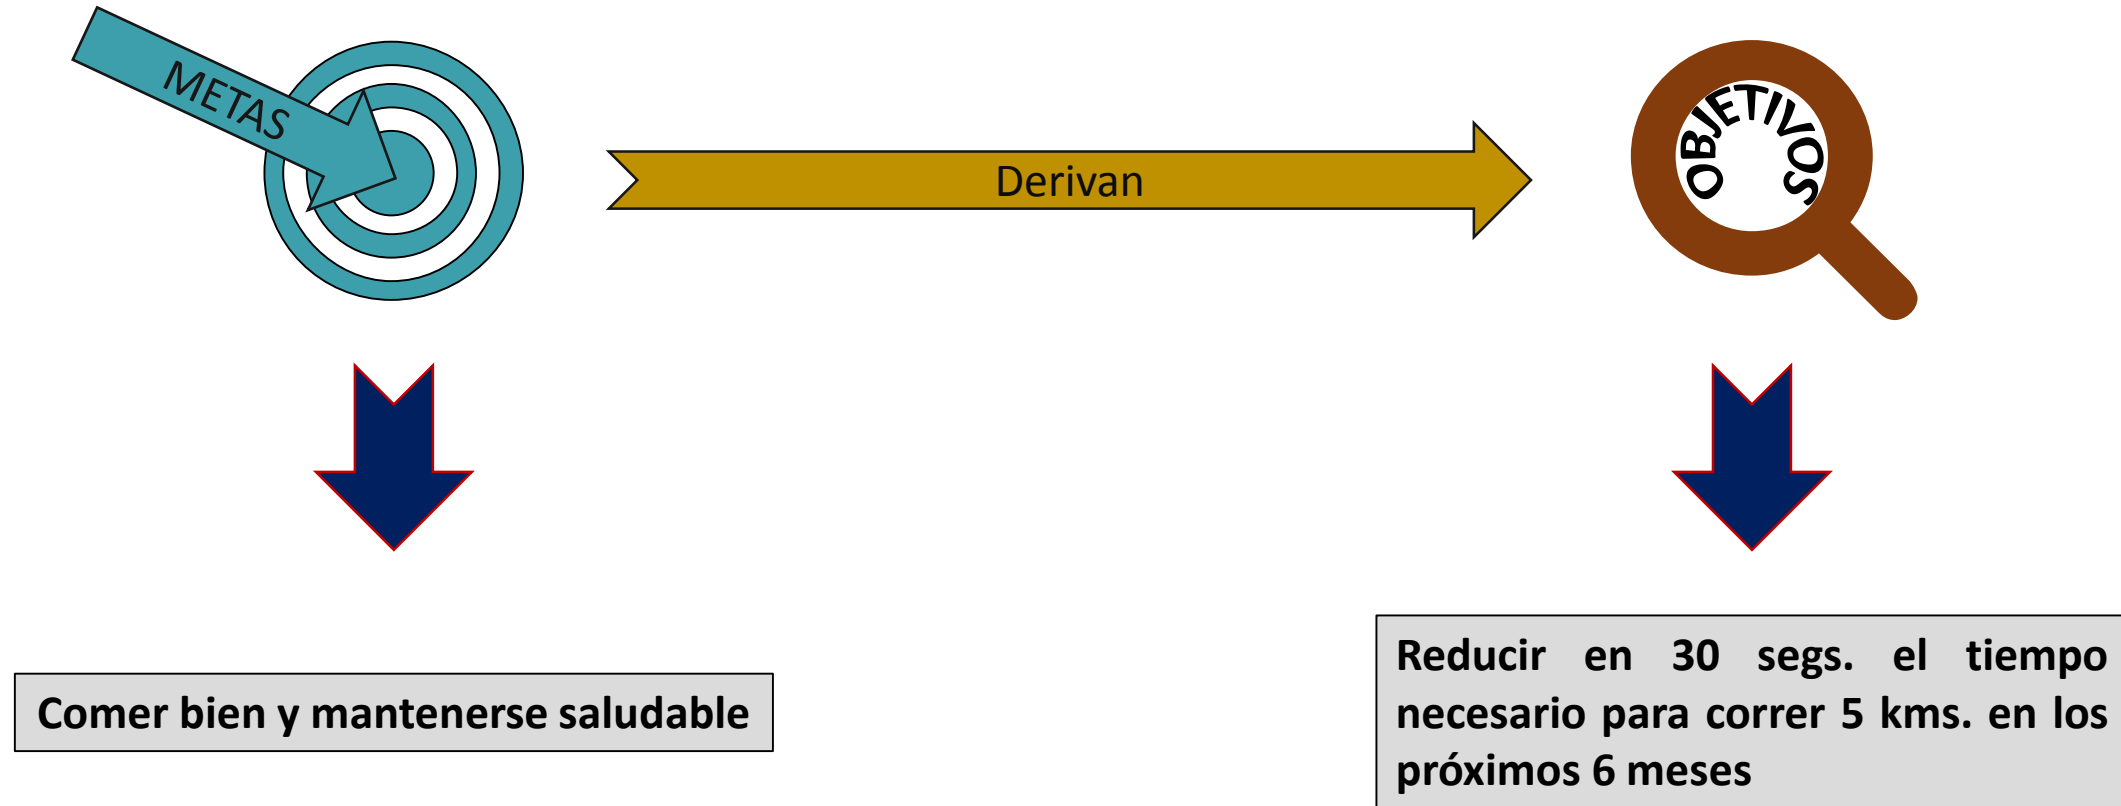 METAS
Derivan
OBJETIVOS
Comer bien y mantenerse saludable
Reducir en 30 segs. el tiempo
necesario para correr 5 kms. en los
próximos 6 meses